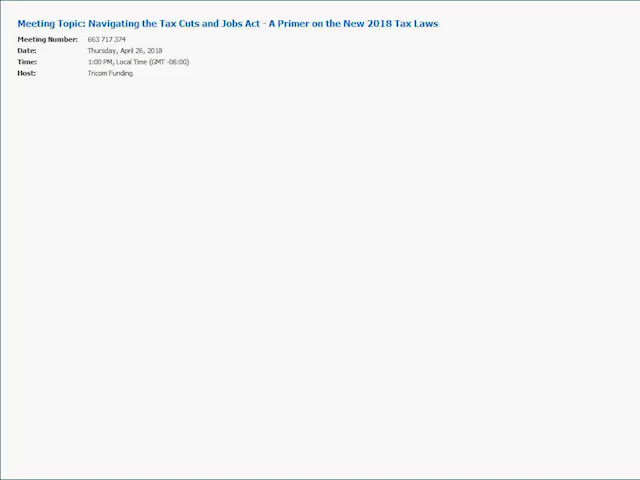 Meeting Topic: Navigating the Tax Cuts and Jobs Act - A Primer on the New 2018 Tax Laws
Meeting Number: 663 717 374
Date: Thursday, April 26, 2018
Time: 1:00 PM, Local Time (GMT -06:00)
Host: Tricom Funding